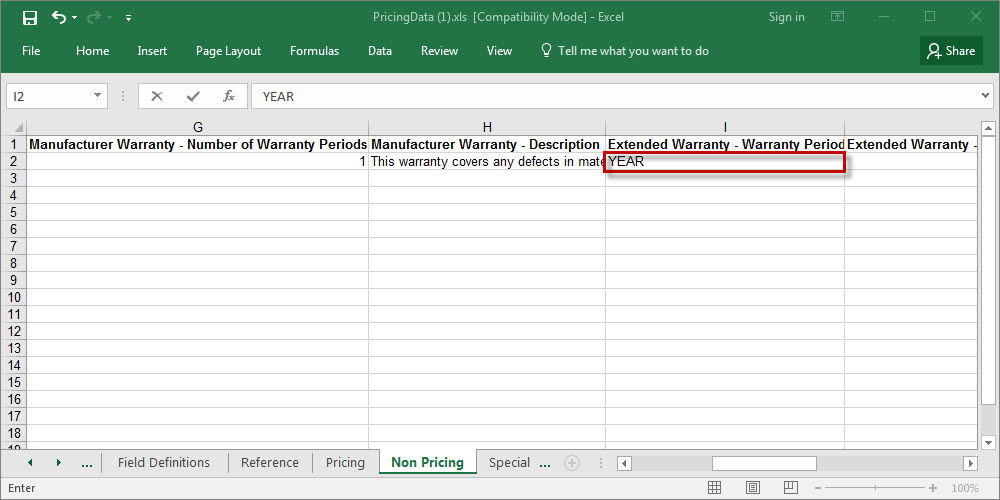 PricingData (1).xls [Compatibility Mode] - Excel
Sign in
File Home Insert Page Layout Formulas Data Review View Tell me what you want to do Share
I2 fx YEAR
G H I
1 Manufacturer Warranty - Number of Warranty Periods Manufacturer Warranty - Description Extended Warranty - Warranty Period Extended Warranty -
2 1 This warranty covers any defects in mate YEAR
3
4
5
6
7
8
9
10
11
12
13
14
15
16
17
18
19
... Field Definitions Reference Pricing Non Pricing Special ...
Enter 100%